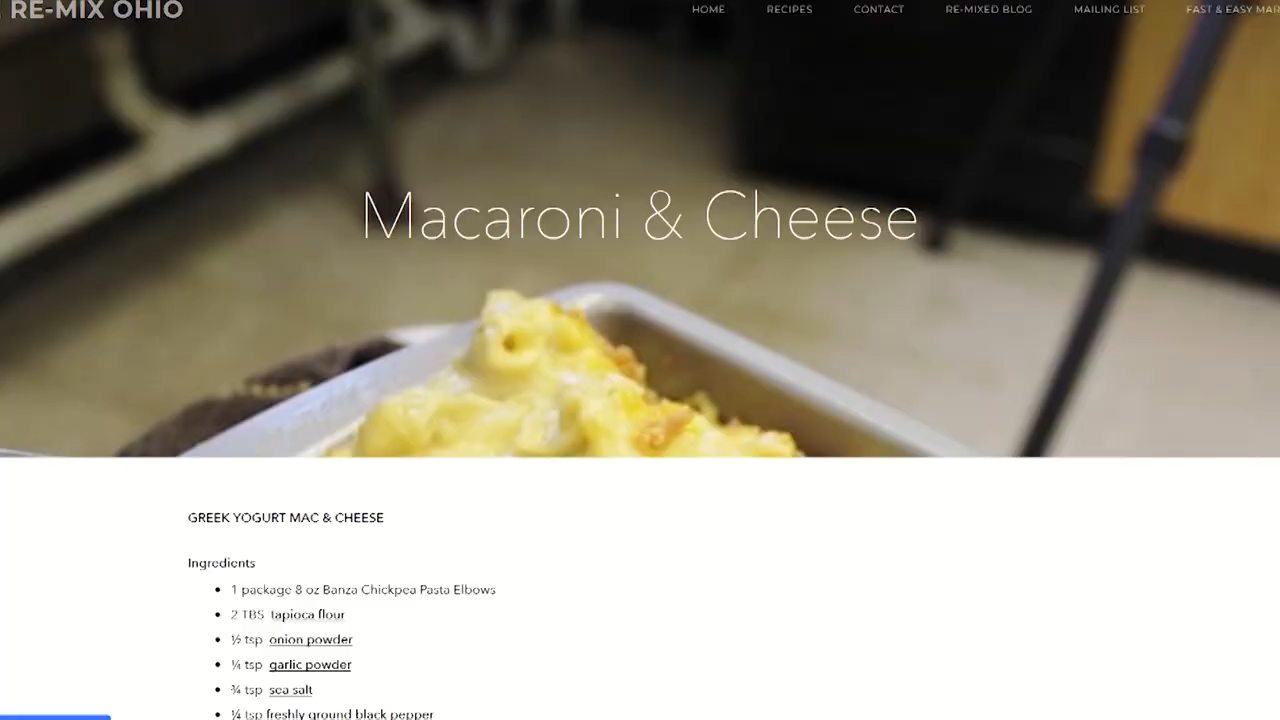 RE-MIX OHIO
HOME RECIPES CONTACT RE-MIXED BLOG MAILING LIST FAST & EASY MAR
Macaroni & Cheese
GREEK YOGURT MAC & CHEESE
Ingredients
• 1 package 8 oz Banza Chickpea Pasta Elbows
• 2 TBS tapioca flour
• ½ tsp onion powder
• ¼ tsp garlic powder
• ¾ tsp sea salt
• ¼ tsp freshly ground black pepper